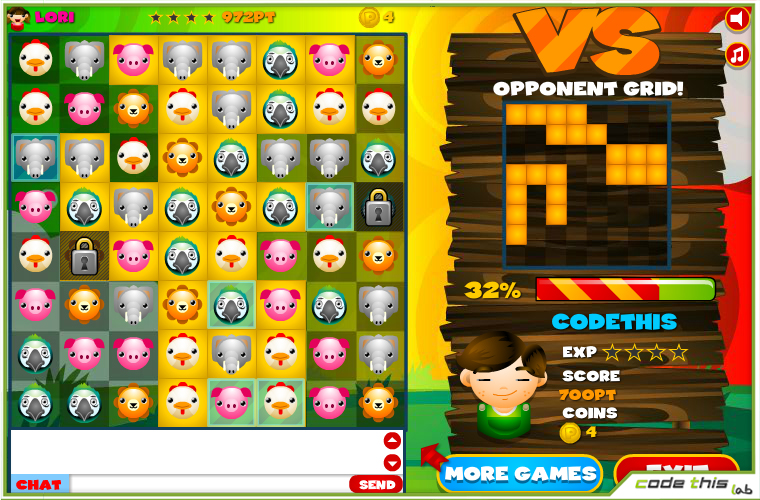 LORI
972PT
4
VS
OPPONENT GRID!
32%
CODETHIS
EXP
SCORE
700PT
COINS
4
CHAT
SEND
MORE GAMES
EXIT
code this lab